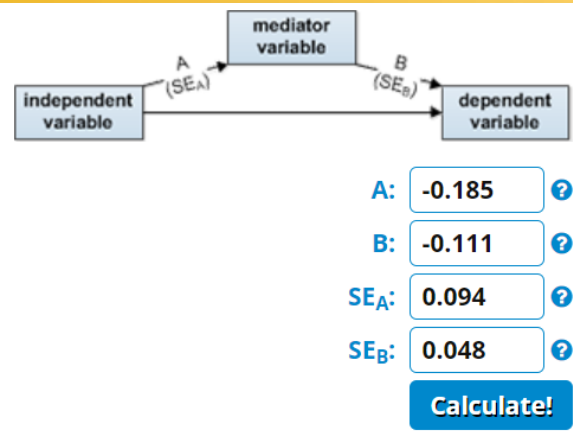 mediator
variable
A
(SEA)
B
(SEB)
independent
variable
dependent
variable
A: -0.185 ?
B: -0.111 ?
SEA: 0.094 ?
SEB: 0.048 ?
Calculate!